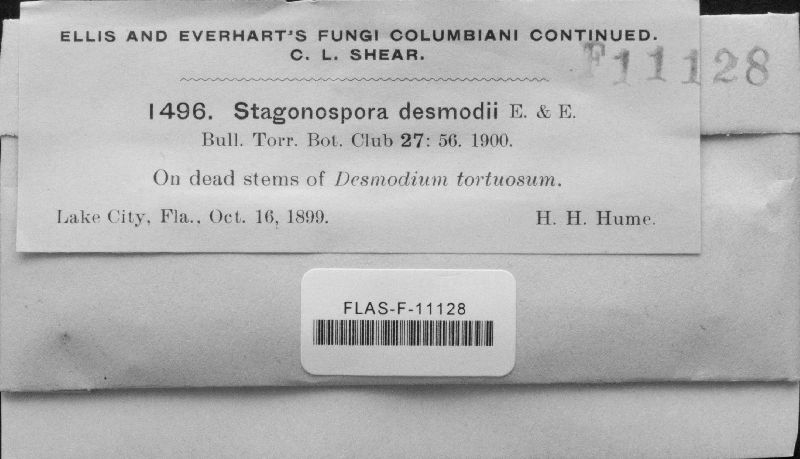 ELLIS AND EVERHART'S FUNGI COLUMBIANI CONTINUED.
C. L. SHEAR.
F11128
1496. Stagonospora desmodii E. & E.
Bull. Torr. Bot. Club 27: 56. 1900.
On dead stems of Desmodium tortuosum.
Lake City, Fla., Oct. 16, 1899. H. H. Hume.
FLAS-F-11128